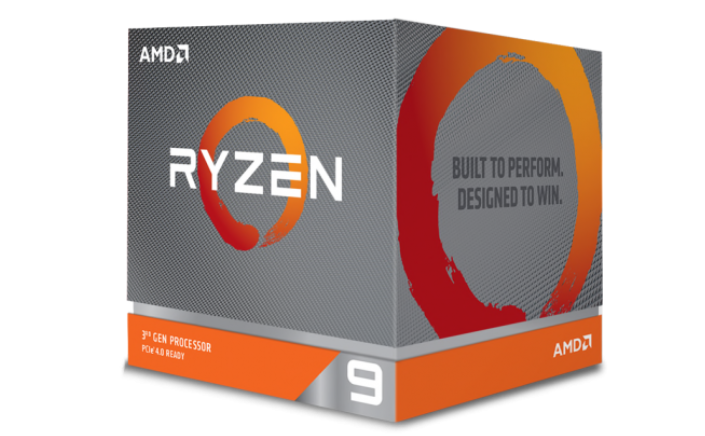 AMD
RYZEN
3rd GEN PROCESSOR
PCIe® 4.0 READY
9
BUILT TO PERFORM.
DESIGNED TO WIN.
AMD